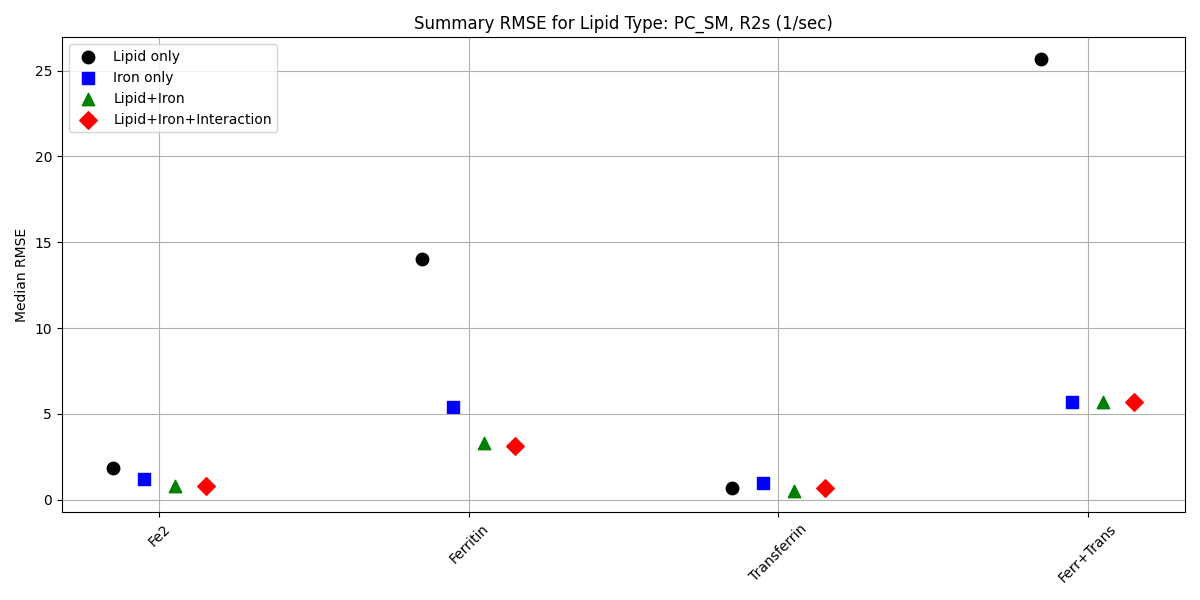 Summary RMSE for Lipid Type: PC_SM, R2s (1/sec)
Lipid only
Iron only
Lipid+Iron
Lipid+Iron+Interaction
Median RMSE
25
20
15
10
5
0
Fe2
Ferritin
Transferrin
Ferr+Trans